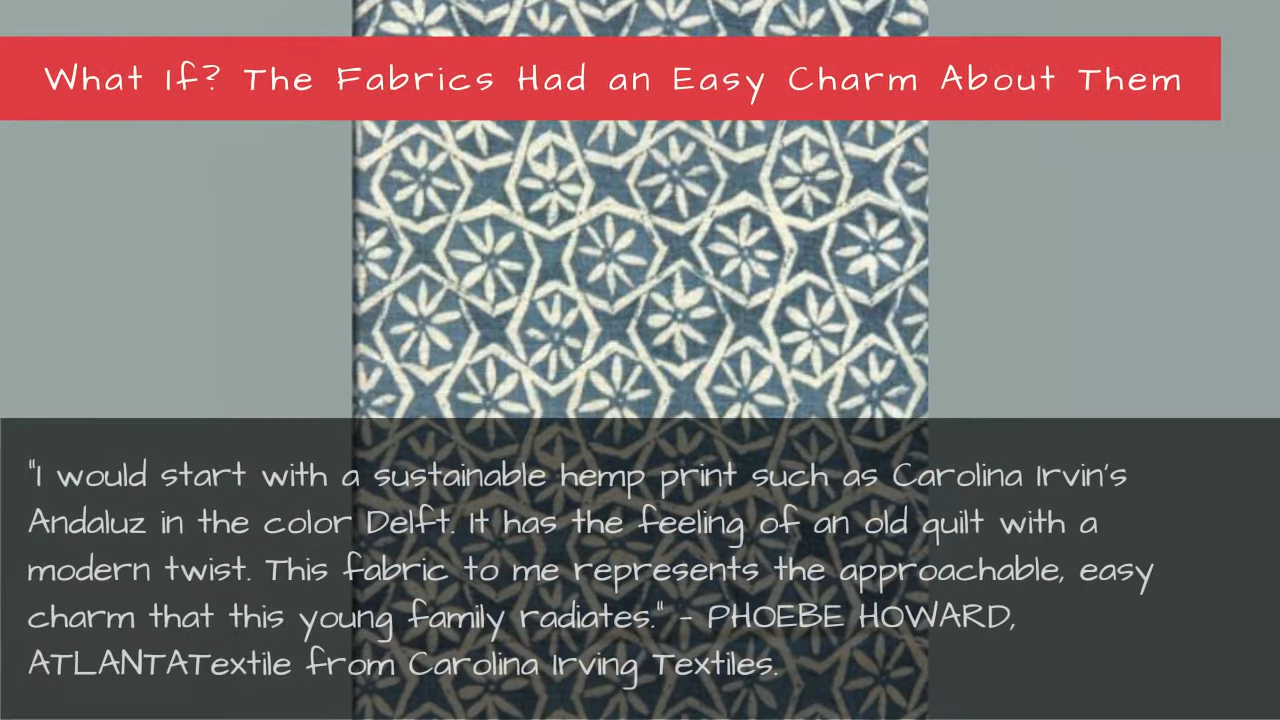 What If? The Fabrics Had an Easy Charm About Them
"I would start with a sustainable hemp print such as Carolina Irvin's
Andaluz in the color Delft. It has the feeling of an old quilt with a
modern twist. This fabric to me represents the approachable, easy
charm that this young family radiates." - PHOEBE HOWARD,
ATLANTATextile from Carolina Irving Textiles.